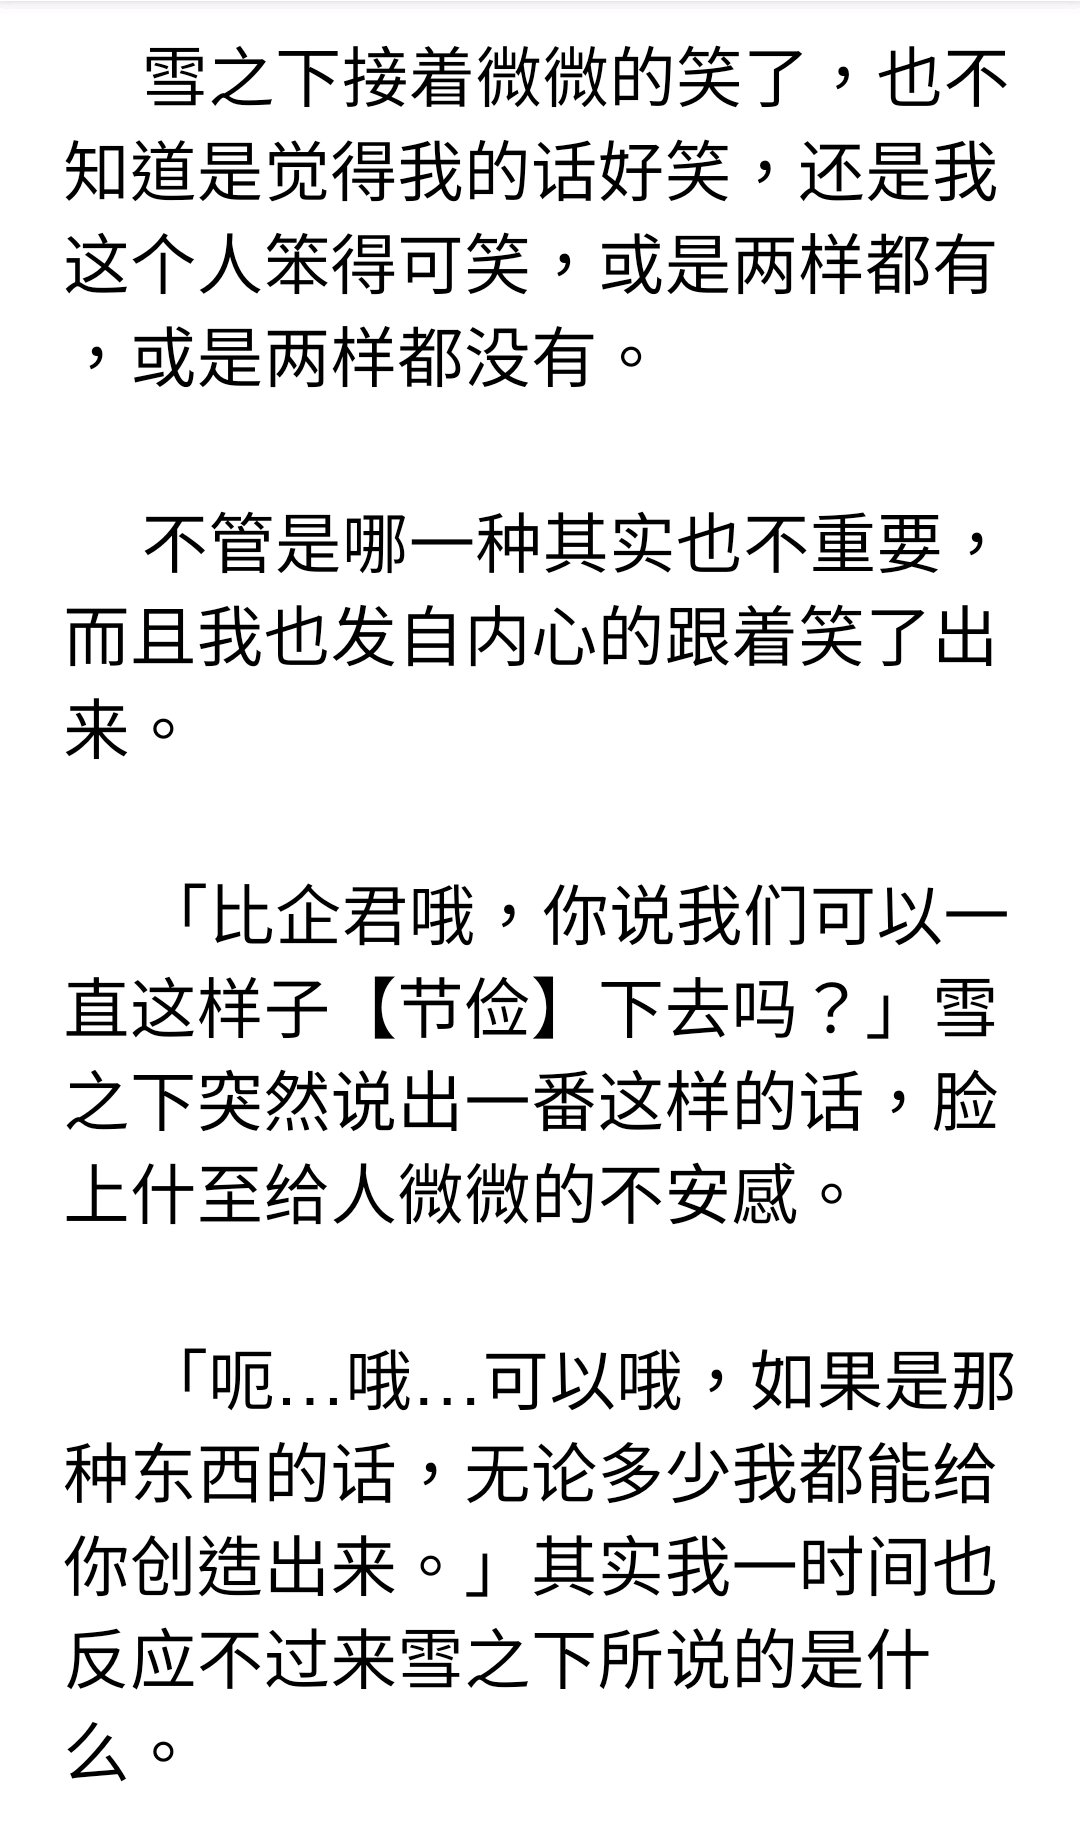 雪之下接着微微的笑了，也不
知道是觉得我的话好笑，还是我
这个人笨得可笑，或是两样都有
，或是两样都没有。
不管是哪一种其实也不重要，
而且我也发自内心的跟着笑了出
来。
「比企君哦，你说我们可以一
直这样子【节俭】下去吗？」雪
之下突然说出一番这样的话，脸
上什至给人微微的不安感。
「呃…哦…可以哦，如果是那
种东西的话，无论多少我都能给
你创造出来。」其实我一时间也
反应不过来雪之下所说的是什
么。